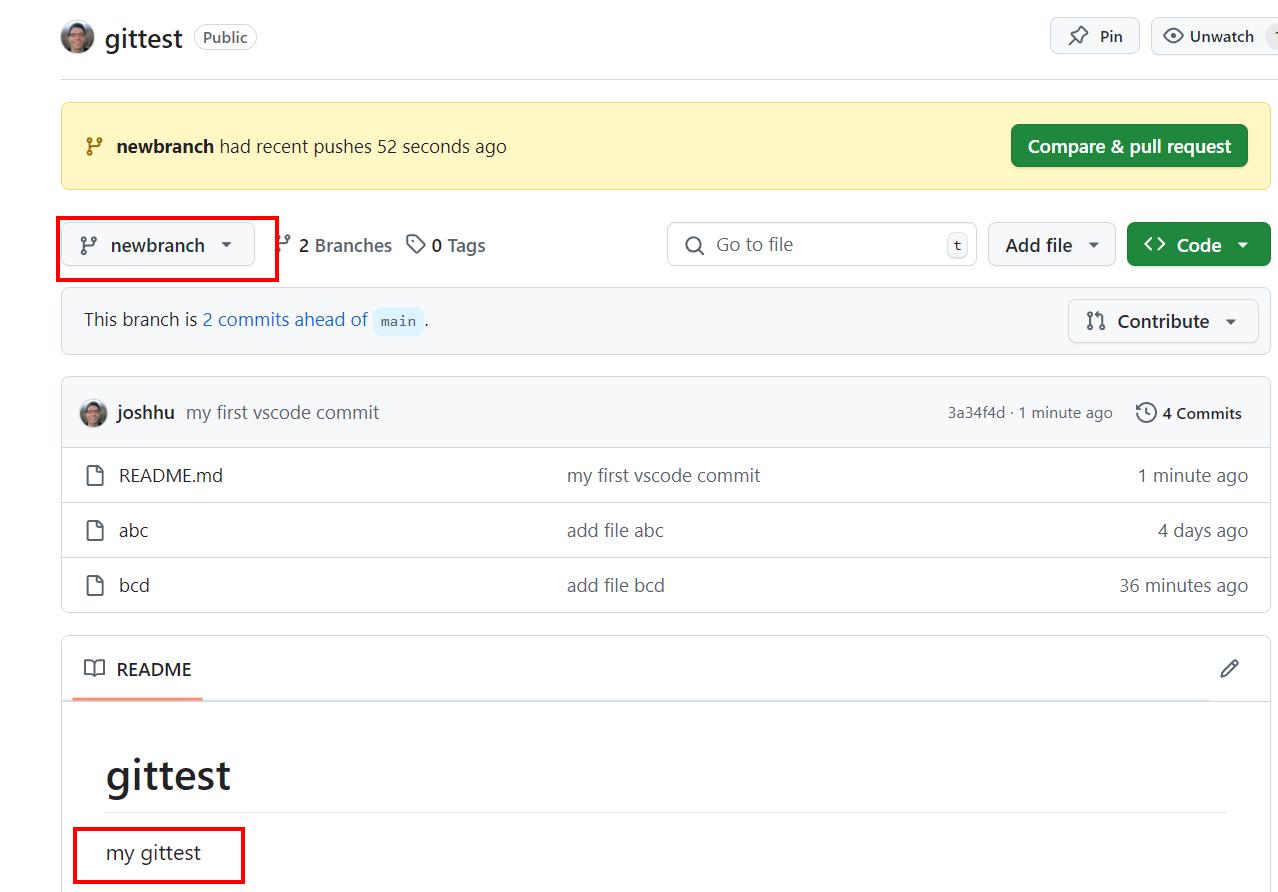 gittest Public Pin Unwatch
newbranch had recent pushes 52 seconds ago Compare & pull request
newbranch 2 Branches 0 Tags Go to file t Add file Code
This branch is 2 commits ahead of main . Contribute
joshhu my first vscode commit 3a34f4d · 1 minute ago 4 Commits
README.md my first vscode commit 1 minute ago
abc add file abc 4 days ago
bcd add file bcd 36 minutes ago
README
gittest
my gittest